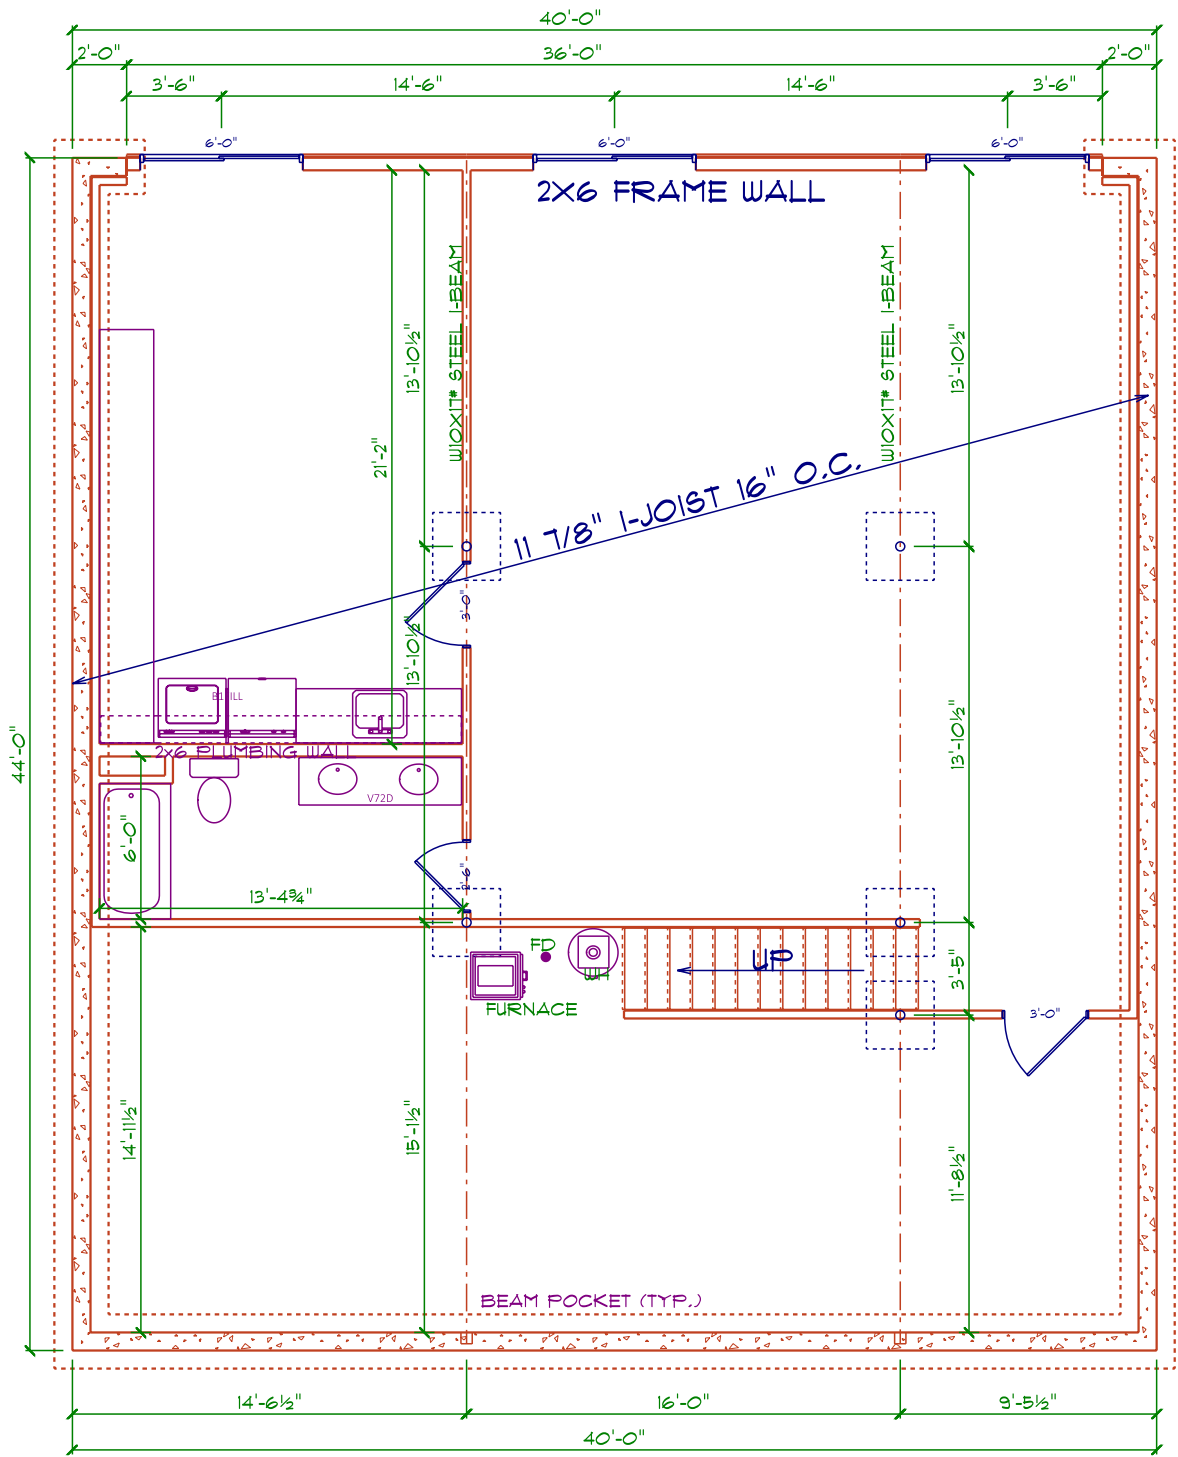 40'-0"
2'-0" 36'-0" 2'-0"
3'-6" 14'-6" 14'-6" 3'-6"
6'-0" 6'-0" 6'-0"
2X6 FRAME WALL
W10X17# STEEL I-BEAM
W10X17# STEEL I-BEAM
13'-10½"
13'-10½"
21'-2"
11 7/8" I-JOIST 16" O.C.
3'-0"
13'-10½"
13'-10½"
44'-0"
2x6 PLUMBING WALL
V72D
6'-0"
13'-4¾"
2'-6"
FD
WH
UP
3'-5"
FURNACE
3'-0"
14'-11½"
15'-1½"
11'-8½"
BEAM POCKET (TYP.)
14'-6½" 16'-0" 9'-5½"
40'-0"